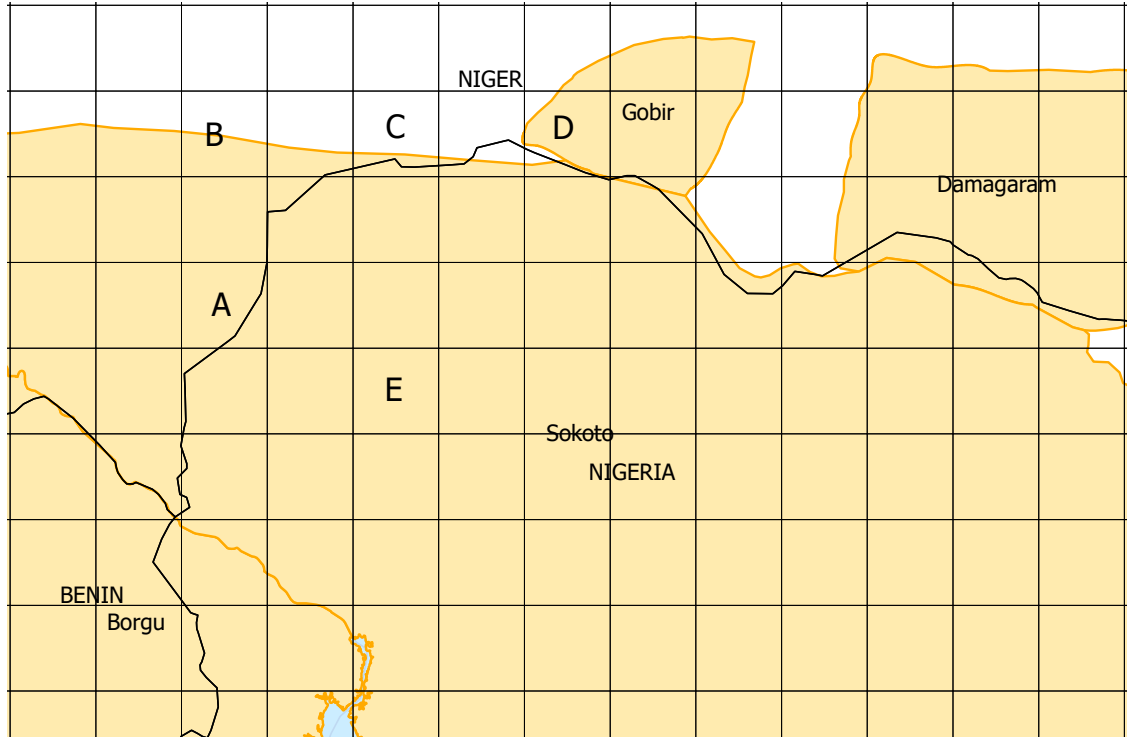 NIGER
Gobir
B
C
D
Damagaram
A
E
Sokoto
NIGERIA
BENIN
Borgu